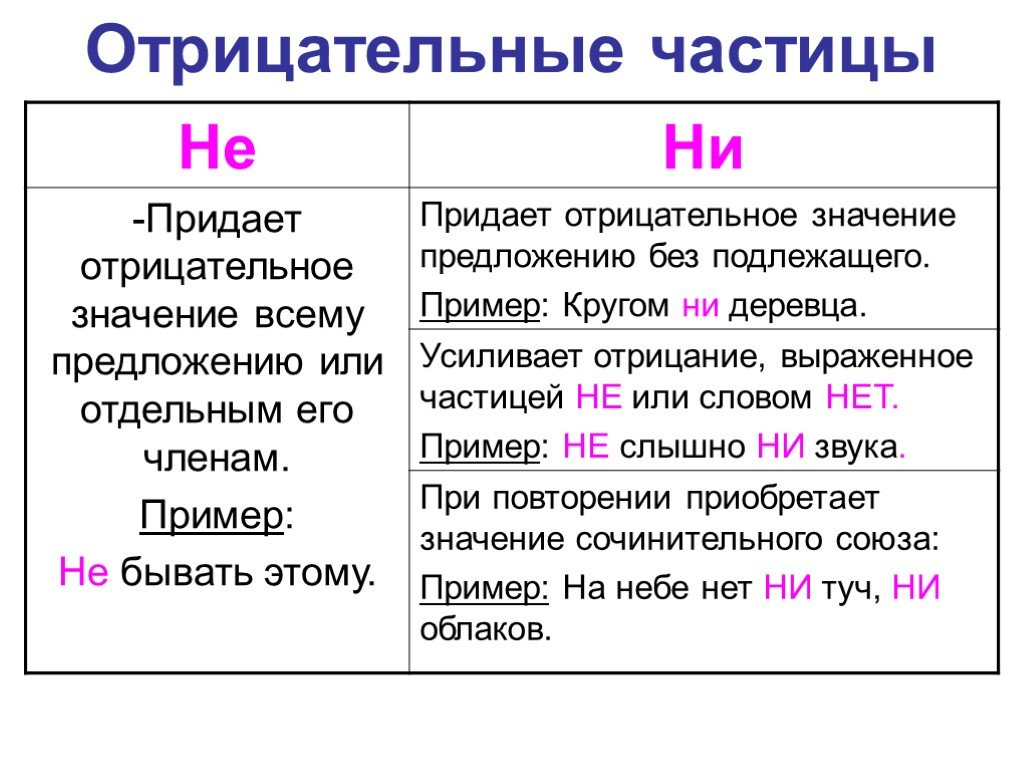 Отрицательные частицы
Не
Ни
-Придает
отрицательное
значение всему
предложению или
отдельным его
членам.
Пример:
Не бывать этому.
Придает отрицательное значение
предложению без подлежащего.
Пример: Кругом ни деревца.
Усиливает отрицание, выраженное
частицей НЕ или словом НЕТ.
Пример: НЕ слышно НИ звука.
При повторении приобретает
значение сочинительного союза:
Пример: На небе нет НИ туч, НИ
облаков.